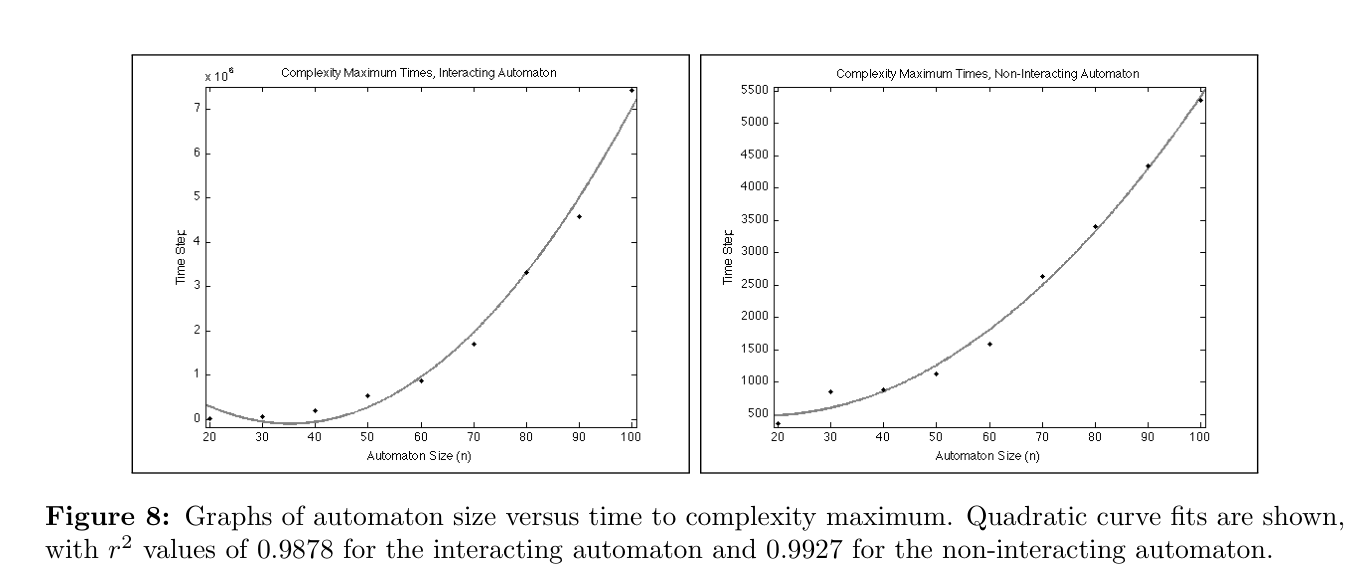 x 10^6
Complexity Maximum Times, Interacting Automaton
7
6
5
4
3
2
1
0
Time Step
20 30 40 50 60 70 80 90 100
Automaton Size (n)
Complexity Maximum Times, Non-Interacting Automaton
5500
5000
4500
4000
3500
3000
2500
2000
1500
1000
500
Time Step
20 30 40 50 60 70 80 90 100
Automaton Size (n)
Figure 8: Graphs of automaton size versus time to complexity maximum. Quadratic curve fits are shown,
with r² values of 0.9878 for the interacting automaton and 0.9927 for the non-interacting automaton.